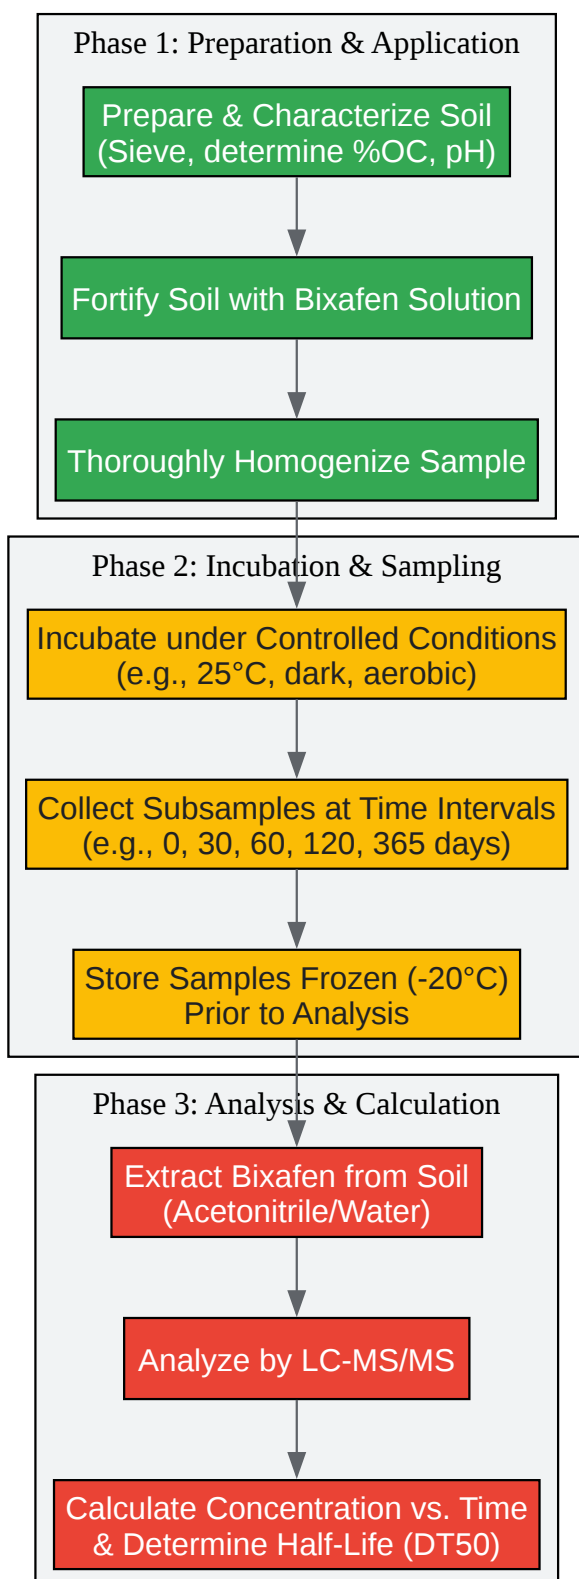 Phase 1: Preparation & Application
Prepare & Characterize Soil
(Sieve, determine %OC, pH)
Fortify Soil with Bixafen Solution
Thoroughly Homogenize Sample
Phase 2: Incubation & Sampling
Incubate under Controlled Conditions
(e.g., 25°C, dark, aerobic)
Collect Subsamples at Time Intervals
(e.g., 0, 30, 60, 120, 365 days)
Store Samples Frozen (-20°C)
Prior to Analysis
Phase 3: Analysis & Calculation
Extract Bixafen from Soil
(Acetonitrile/Water)
Analyze by LC-MS/MS
Calculate Concentration vs. Time
& Determine Half-Life (DT50)